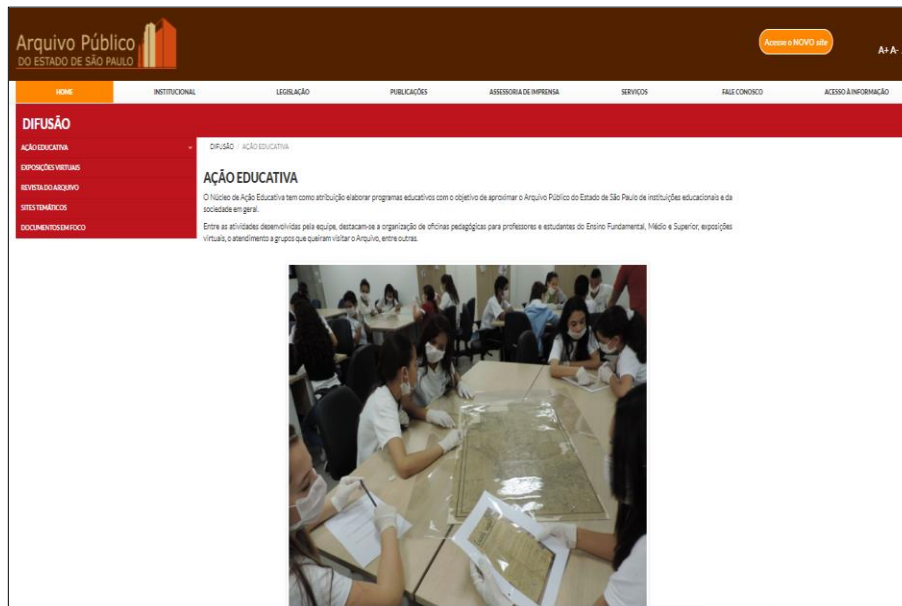 Arquivo Público
DO ESTADO DE SÃO PAULO
Acesse o NOVO site
A+ A-
HOME
INSTITUCIONAL
LEGISLAÇÃO
PUBLICAÇÕES
ASSESSORIA DE IMPRENSA
SERVIÇOS
FALE CONOSCO
ACESSO À INFORMAÇÃO
DIFUSÃO
AÇÃO EDUCATIVA
EXPOSIÇÕES VIRTUAIS
REVISTA DO ARQUIVO
SITES TEMÁTICOS
DOCUMENTOS EM FOCO
DIFUSÃO / AÇÃO EDUCATIVA
AÇÃO EDUCATIVA
O Núcleo de Ação Educativa tem como atribuição elaborar programas educativos com o objetivo de aproximar o Arquivo Público do Estado de São Paulo de instituições educacionais e da
sociedade em geral.
Entre as atividades desenvolvidas pela equipe, destacam-se a organização de oficinas pedagógicas para professores e estudantes do Ensino Fundamental, Médio e Superior, exposições
virtuais, o atendimento a grupos que queiram visitar o Arquivo, entre outras.